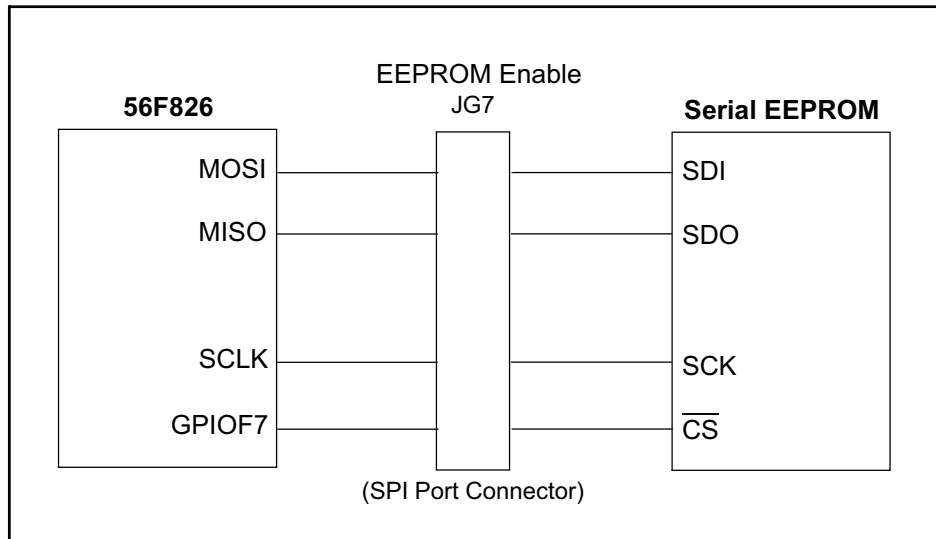 EEPROM Enable
JG7
56F826
Serial EEPROM
MOSI
SDI
MISO
SDO
SCLK
SCK
GPIOF7
CS
(SPI Port Connector)